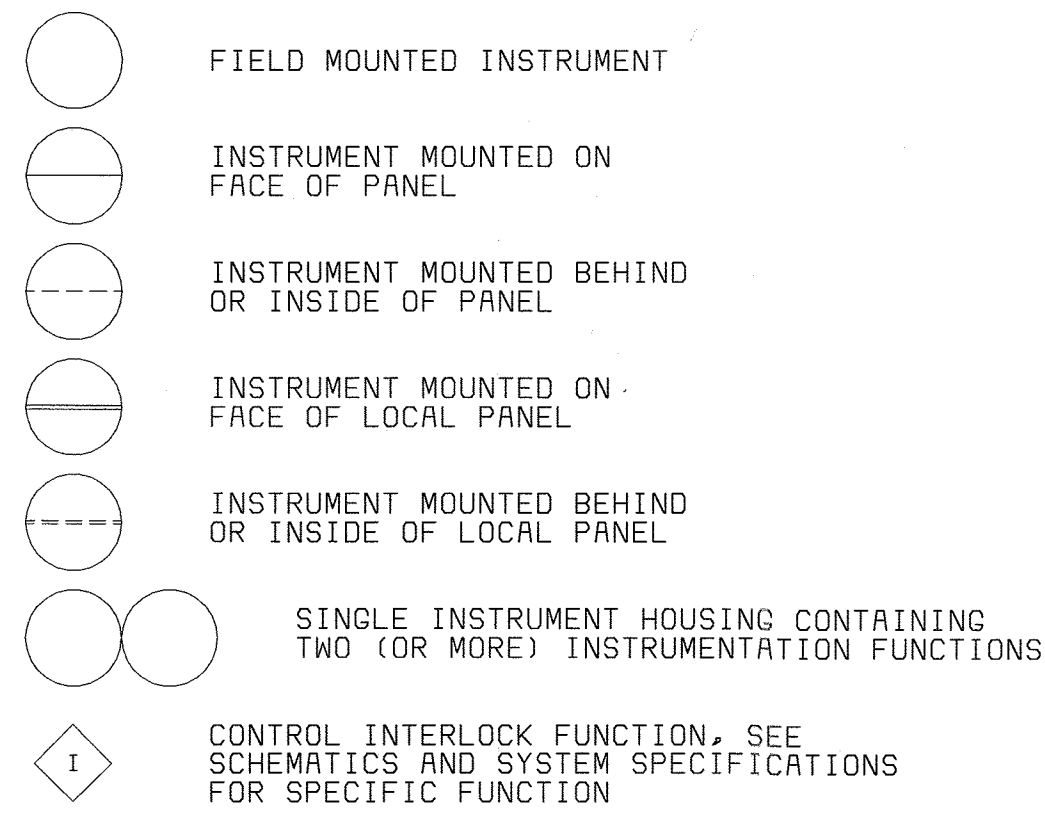 FIELD MOUNTED INSTRUMENT
INSTRUMENT MOUNTED ON
FACE OF PANEL
INSTRUMENT MOUNTED BEHIND
OR INSIDE OF PANEL
INSTRUMENT MOUNTED ON
FACE OF LOCAL PANEL
INSTRUMENT MOUNTED BEHIND
OR INSIDE OF LOCAL PANEL
SINGLE INSTRUMENT HOUSING CONTAINING
TWO (OR MORE) INSTRUMENTATION FUNCTIONS
I
CONTROL INTERLOCK FUNCTION, SEE
SCHEMATICS AND SYSTEM SPECIFICATIONS
FOR SPECIFIC FUNCTION